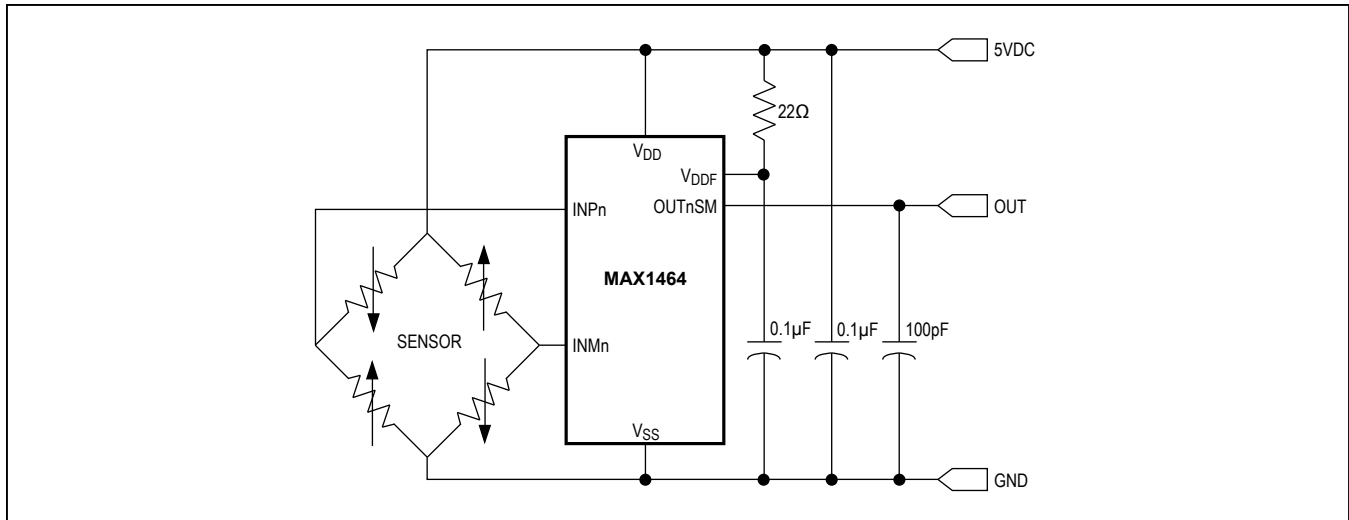 5VDC
22Ω
VDD
VDDF
INPn
OUTnSM
OUT
MAX1464
SENSOR
INMn
0.1µF
0.1µF
100pF
VSS
GND